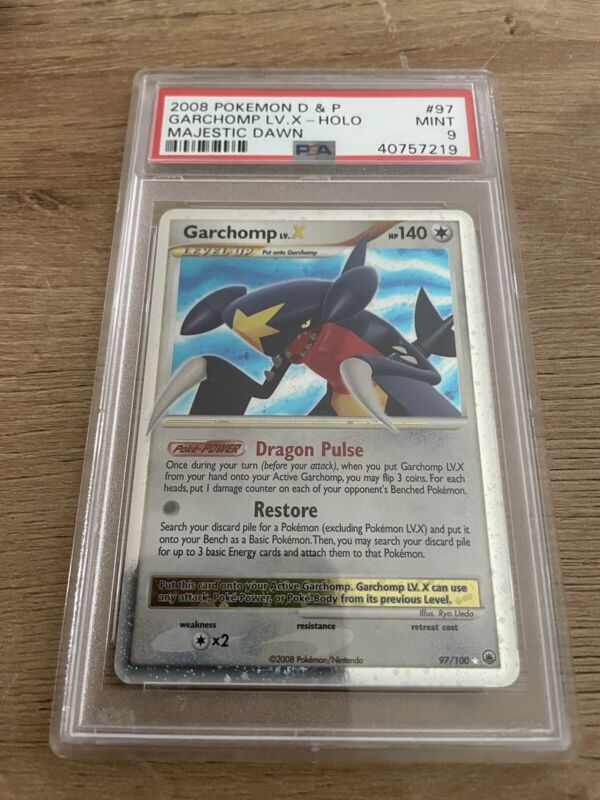 2008 POKEMON D & P #97
GARCHOMP LV.X - HOLO MINT
MAJESTIC DAWN 9
PSA 40757219
Garchomp LV.X HP140
LEVEL-UP Put onto Garchomp
Poké-POWER Dragon Pulse
Once during your turn (before your attack), when you put Garchomp LV.X
from your hand onto your Active Garchomp, you may flip 3 coins. For each
heads, put 1 damage counter on each of your opponent's Benched Pokémon.
Restore
Search your discard pile for a Pokémon (excluding Pokémon LV.X) and put it
onto your Bench as a Basic Pokémon. Then, you may search your discard pile
for up to 3 basic Energy cards and attach them to that Pokémon.
Put this card onto your Active Garchomp. Garchomp LV. X can use
any attack, Poké-Power, or Poké-Body from its previous Level.
Illus. Ryo Ueda
weakness resistance retreat cost
x2
©2008 Pokémon/Nintendo 97/100